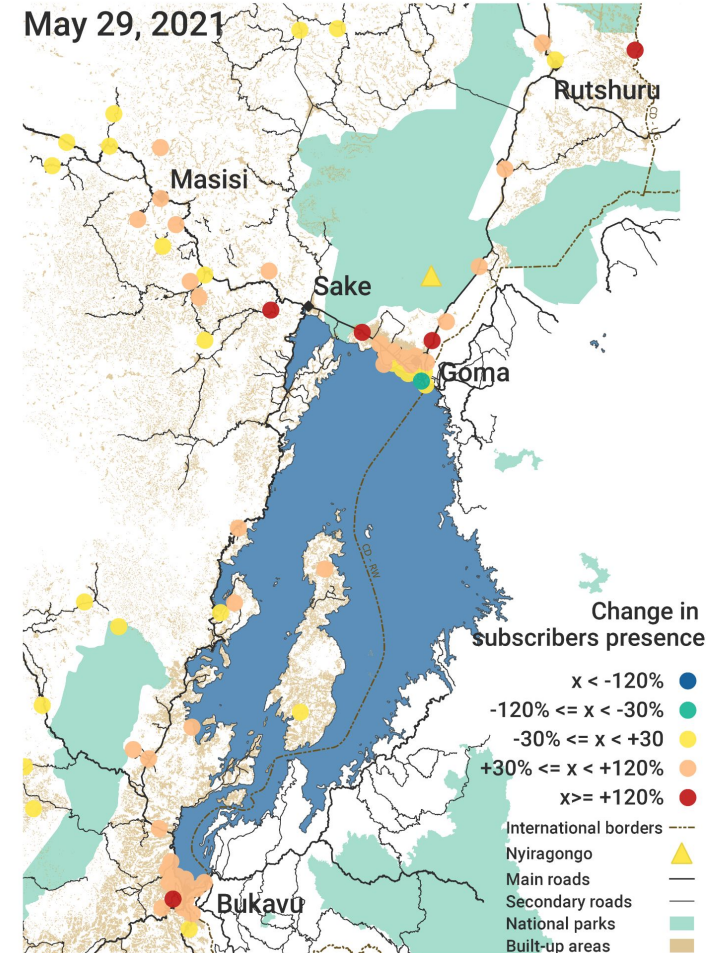 May 29, 2021
Rutshuru
Masisi
Sake
Goma
CD - RW
Change in
subscribers presence
x < -120%
-120% <= x < -30%
-30% <= x < +30
+30% <= x < +120%
x>= +120%
International borders
Nyiragongo
Main roads
Secondary roads
National parks
Built-up areas
Bukavu